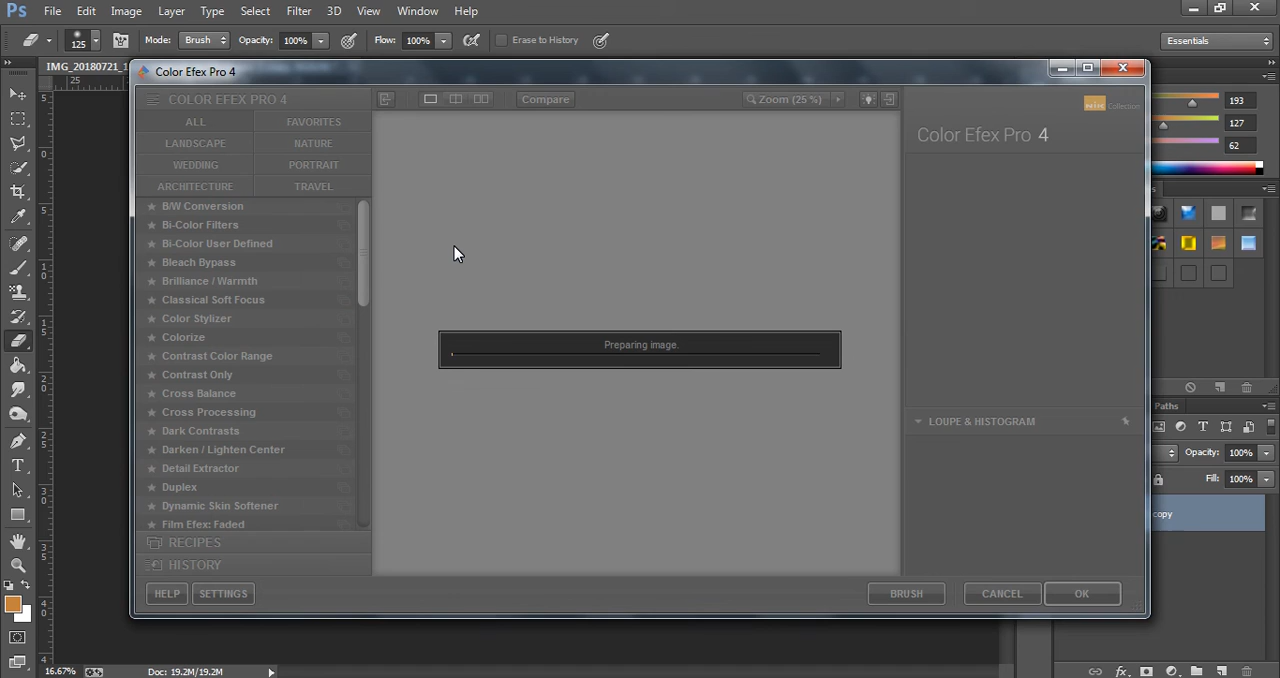 Ps File Edit Image Layer Type Select Filter 3D View Window Help
125 Mode: Brush Opacity: 100% Flow: 100% Erase to History Essentials
IMG_20180721_1
Color Efex Pro 4
25
COLOR EFEX PRO 4 Compare Zoom (25 %) Nik Collection
ALL FAVORITES
LANDSCAPE NATURE
WEDDING PORTRAIT
ARCHITECTURE TRAVEL
Color Efex Pro 4
193
127
62
B/W Conversion
Bi-Color Filters
Bi-Color User Defined
Bleach Bypass
Brilliance / Warmth
Classical Soft Focus
Color Stylizer
Colorize
Contrast Color Range
Contrast Only
Cross Balance
Cross Processing
Dark Contrasts
Darken / Lighten Center
Detail Extractor
Duplex
Dynamic Skin Softener
Film Efex: Faded
Preparing image.
LOUPE & HISTOGRAM
Paths
Opacity: 100%
Fill: 100%
copy
RECIPES
HISTORY
HELP SETTINGS BRUSH CANCEL OK
16.67% Doc: 19.2M/19.2M